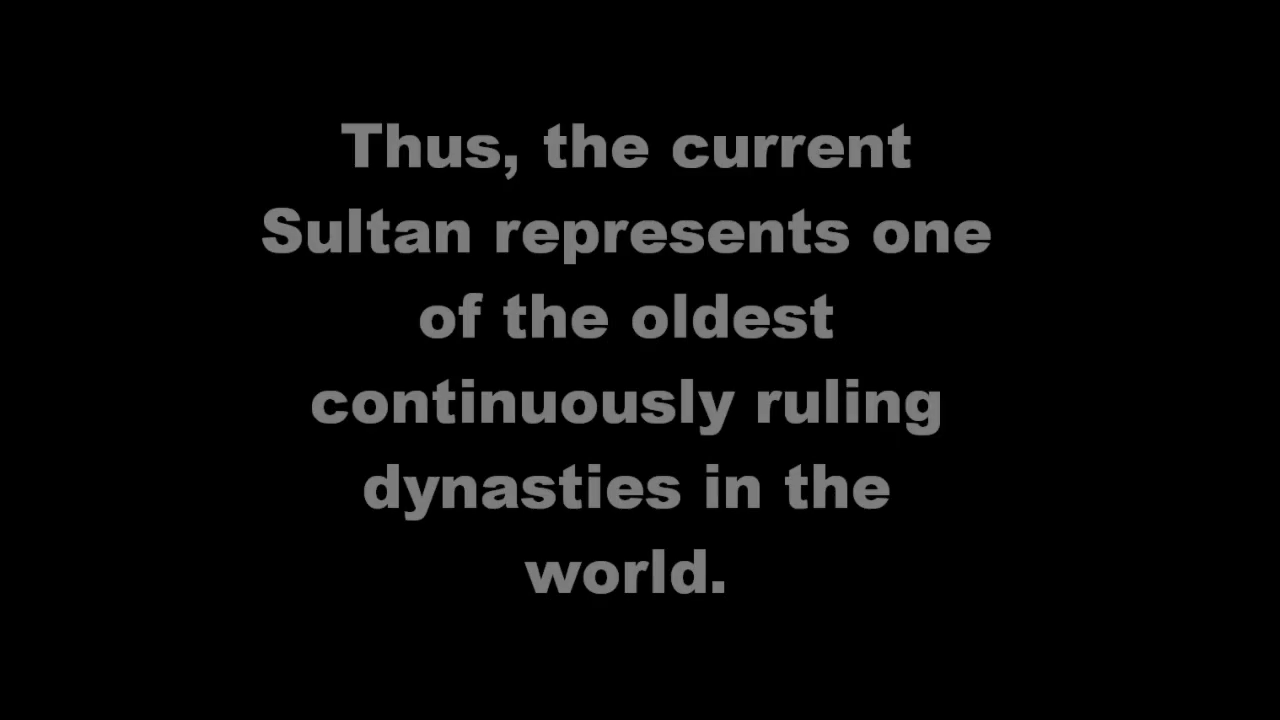 Thus, the current
Sultan represents one
of the oldest
continuously ruling
dynasties in the
world.